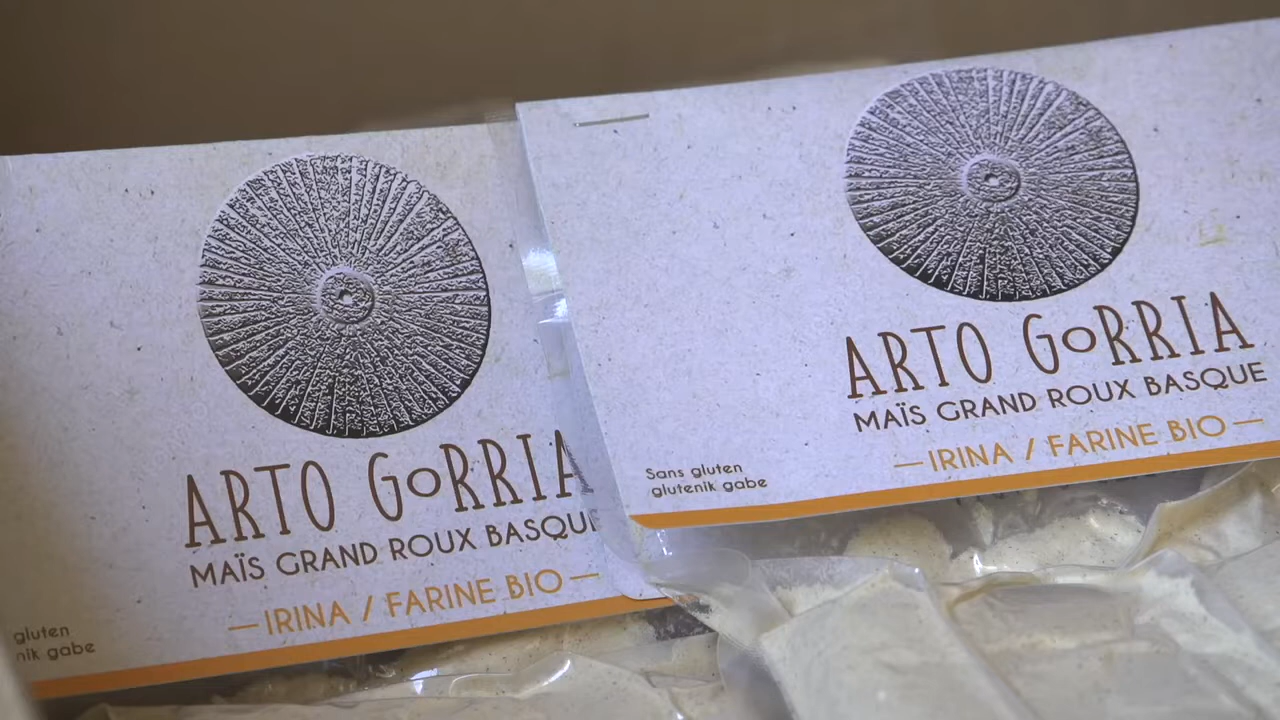 ARTO GoRRIA
MAÏS GRAND ROUX BASQUE
— IRINA / FARINE BIO —
gluten
nik gabe
ARTO GoRRIA
MAÏS GRAND ROUX BASQUE
— IRINA / FARINE BIO —
Sans gluten
glutenik gabe